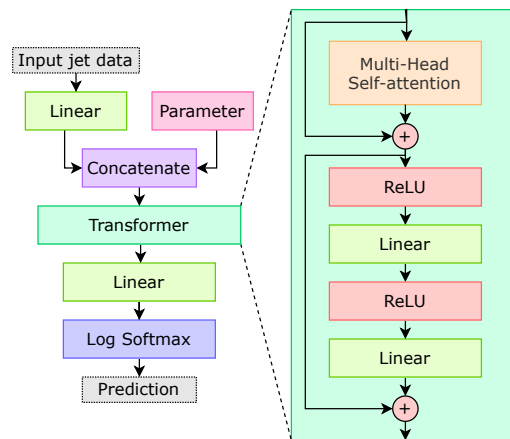 Input jet data
Linear
Parameter
Concatenate
Transformer
Linear
Log Softmax
Prediction
Multi-Head
Self-attention
+
ReLU
Linear
ReLU
Linear
+